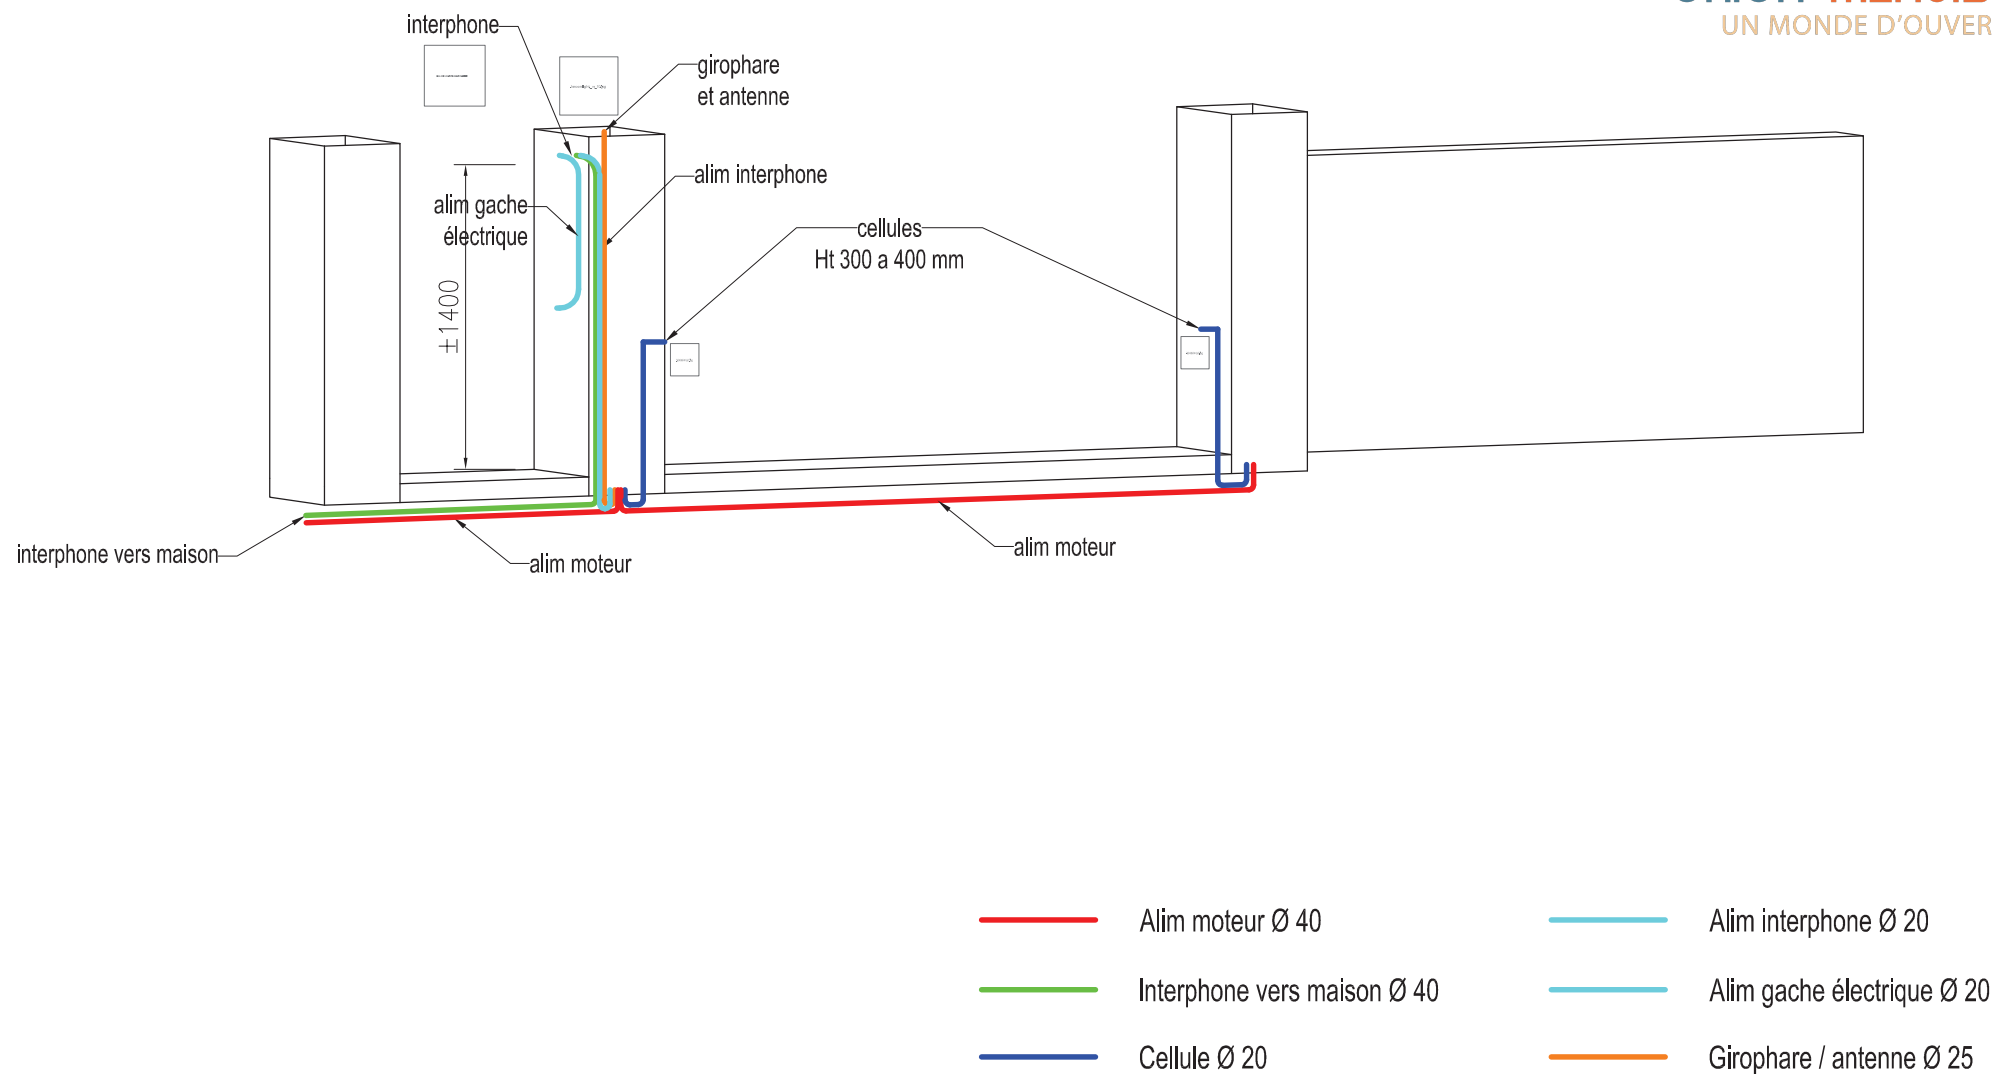 UN MONDE D'OUVER
interphone
girophare
et antenne
alim interphone
alim gache
électrique
±1400
cellules
Ht 300 a 400 mm
interphone vers maison
alim moteur
alim moteur
Alim moteur Ø 40
Alim interphone Ø 20
Interphone vers maison Ø 40
Alim gache électrique Ø 20
Cellule Ø 20
Girophare / antenne Ø 25